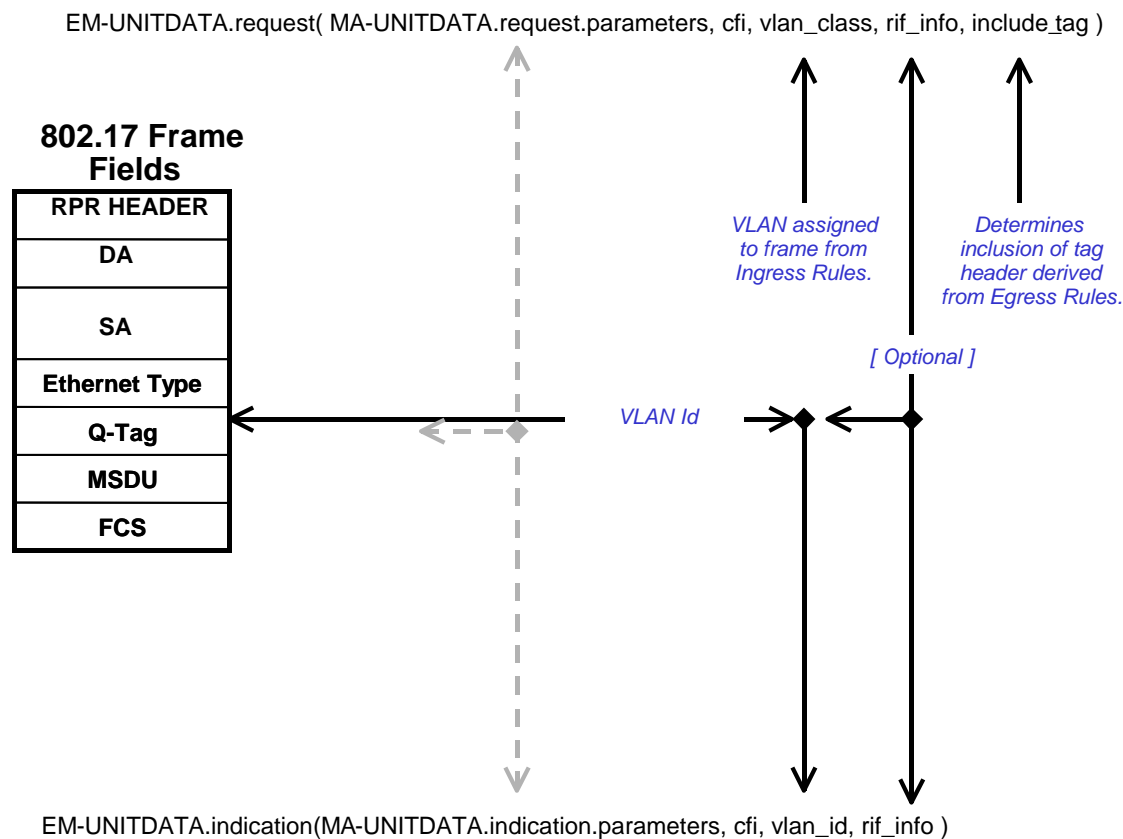 EM-UNITDATA.request( MA-UNITDATA.request.parameters, cfi, vlan_class, rif_info, include_tag )
802.17 Frame
Fields
RPR HEADER
DA
SA
Ethernet Type
Q-Tag
MSDU
FCS
VLAN assigned
to frame from
Ingress Rules.
Determines
inclusion of tag
header derived
from Egress Rules.
[ Optional ]
VLAN Id
EM-UNITDATA.indication(MA-UNITDATA.indication.parameters, cfi, vlan_id, rif_info )